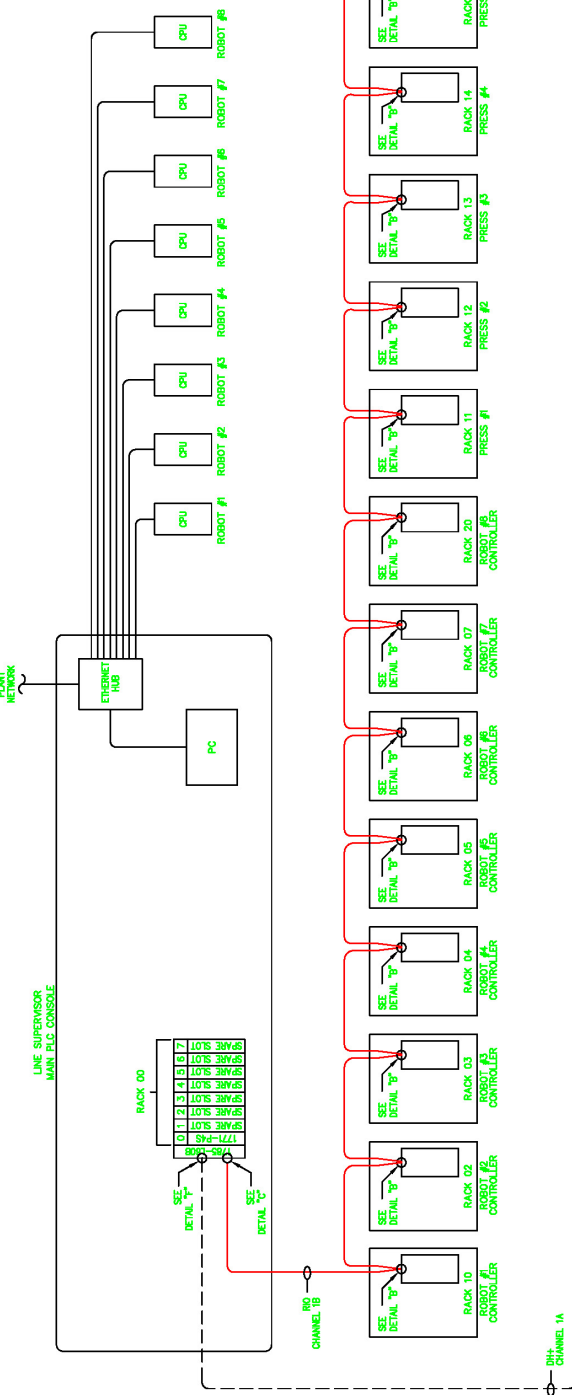 PLANT
NETWORK
ETHERNET
HUB
PC
LINE SUPERVISOR
MAIN PLC CONSOLE
RACK 00
1785-L60B
0 1771-P4S
1 SPARE SLOT
2 SPARE SLOT
3 SPARE SLOT
4 SPARE SLOT
5 SPARE SLOT
6 SPARE SLOT
7 SPARE SLOT
SEE
DETAIL "F"
SEE
DETAIL "C"
RIO
CHANNEL 1B
DH+
CHANNEL 1A
CPU
ROBOT #8
CPU
ROBOT #7
CPU
ROBOT #6
CPU
ROBOT #5
CPU
ROBOT #4
CPU
ROBOT #3
CPU
ROBOT #2
CPU
ROBOT #1
SEE
DETAIL "B"
RACK
PRESS
SEE
DETAIL "B"
RACK 14
PRESS #4
SEE
DETAIL "B"
RACK 13
PRESS #3
SEE
DETAIL "B"
RACK 12
PRESS #2
SEE
DETAIL "B"
RACK 11
PRESS #1
SEE
DETAIL "B"
RACK 20
ROBOT #8
CONTROLLER
SEE
DETAIL "B"
RACK 07
ROBOT #7
CONTROLLER
SEE
DETAIL "B"
RACK 06
ROBOT #6
CONTROLLER
SEE
DETAIL "B"
RACK 05
ROBOT #5
CONTROLLER
SEE
DETAIL "B"
RACK 04
ROBOT #4
CONTROLLER
SEE
DETAIL "B"
RACK 03
ROBOT #3
CONTROLLER
SEE
DETAIL "B"
RACK 02
ROBOT #2
CONTROLLER
SEE
DETAIL "B"
RACK 10
ROBOT #1
CONTROLLER